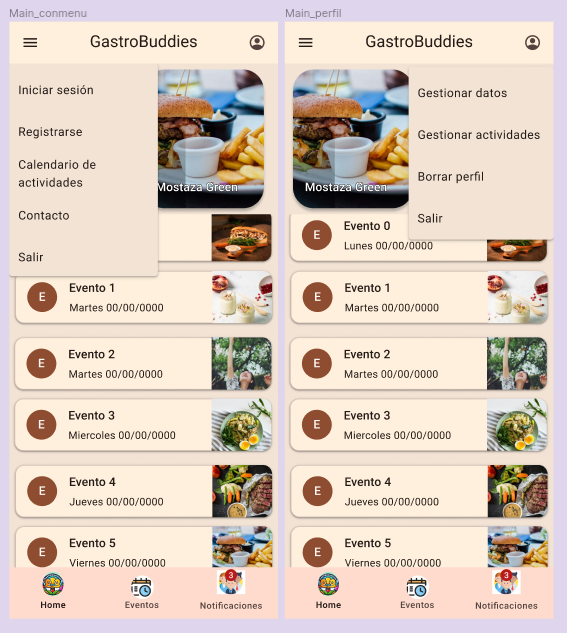 Main_conmenu
GastroBuddies
Iniciar sesión
Registrarse
Calendario de
actividades
Contacto
Salir
Mostaza Green
E
Evento 1
Martes 00/00/0000
E
Evento 2
Martes 00/00/0000
E
Evento 3
Miercoles 00/00/0000
E
Evento 4
Jueves 00/00/0000
E
Evento 5
Viernes 00/00/0000
3
Home
Eventos
Notificaciones
Main_perfil
GastroBuddies
Gestionar datos
Gestionar actividades
Borrar perfil
Salir
Mostaza Green
E
Evento 0
Lunes 00/00/0000
E
Evento 1
Martes 00/00/0000
E
Evento 2
Martes 00/00/0000
E
Evento 3
Miercoles 00/00/0000
E
Evento 4
Jueves 00/00/0000
E
Evento 5
Viernes 00/00/0000
3
Home
Eventos
Notificaciones